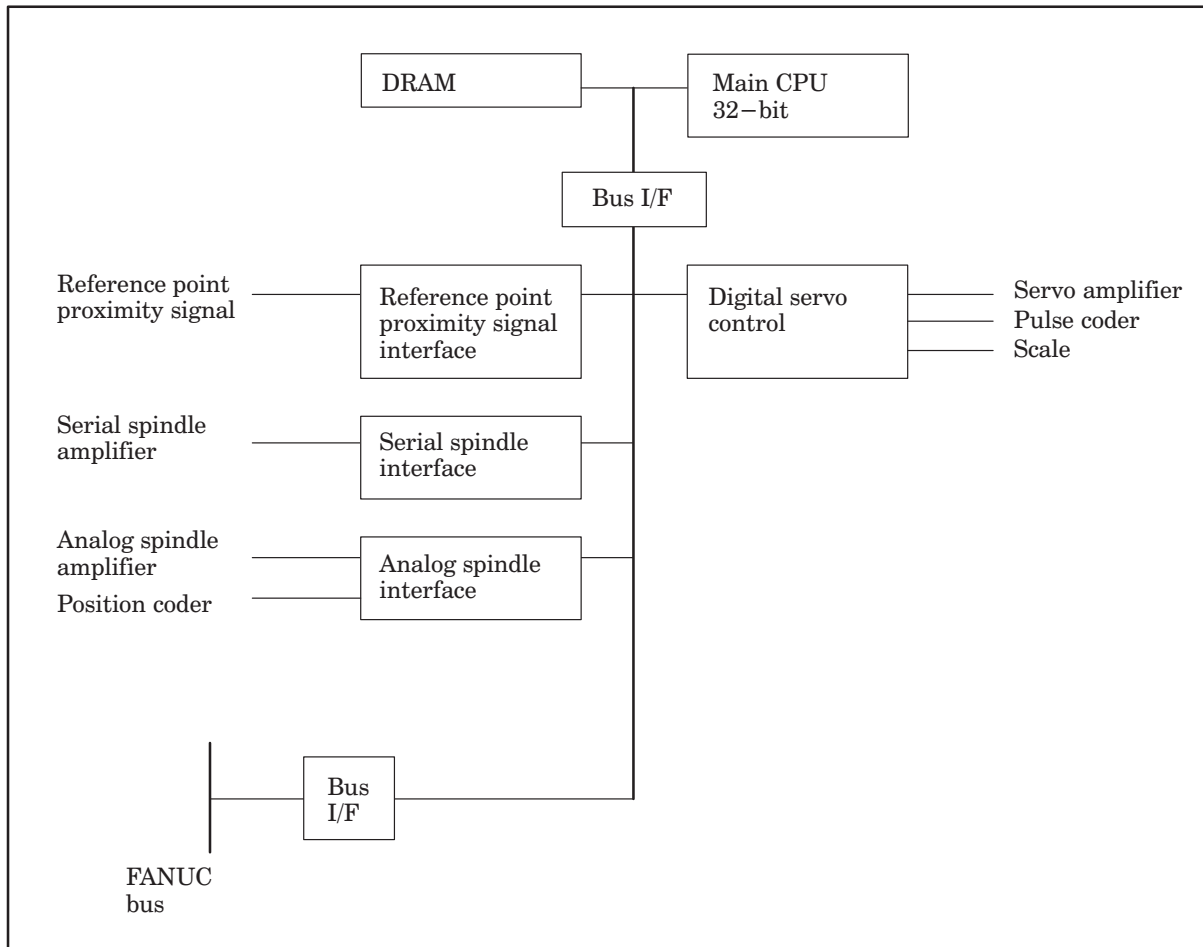 DRAM
Main CPU
32−bit
Bus I/F
Reference point
proximity signal
Reference point
proximity signal
interface
Digital servo
control
Servo amplifier
Pulse coder
Scale
Serial spindle
amplifier
Serial spindle
interface
Analog spindle
amplifier
Position coder
Analog spindle
interface
Bus
I/F
FANUC
bus